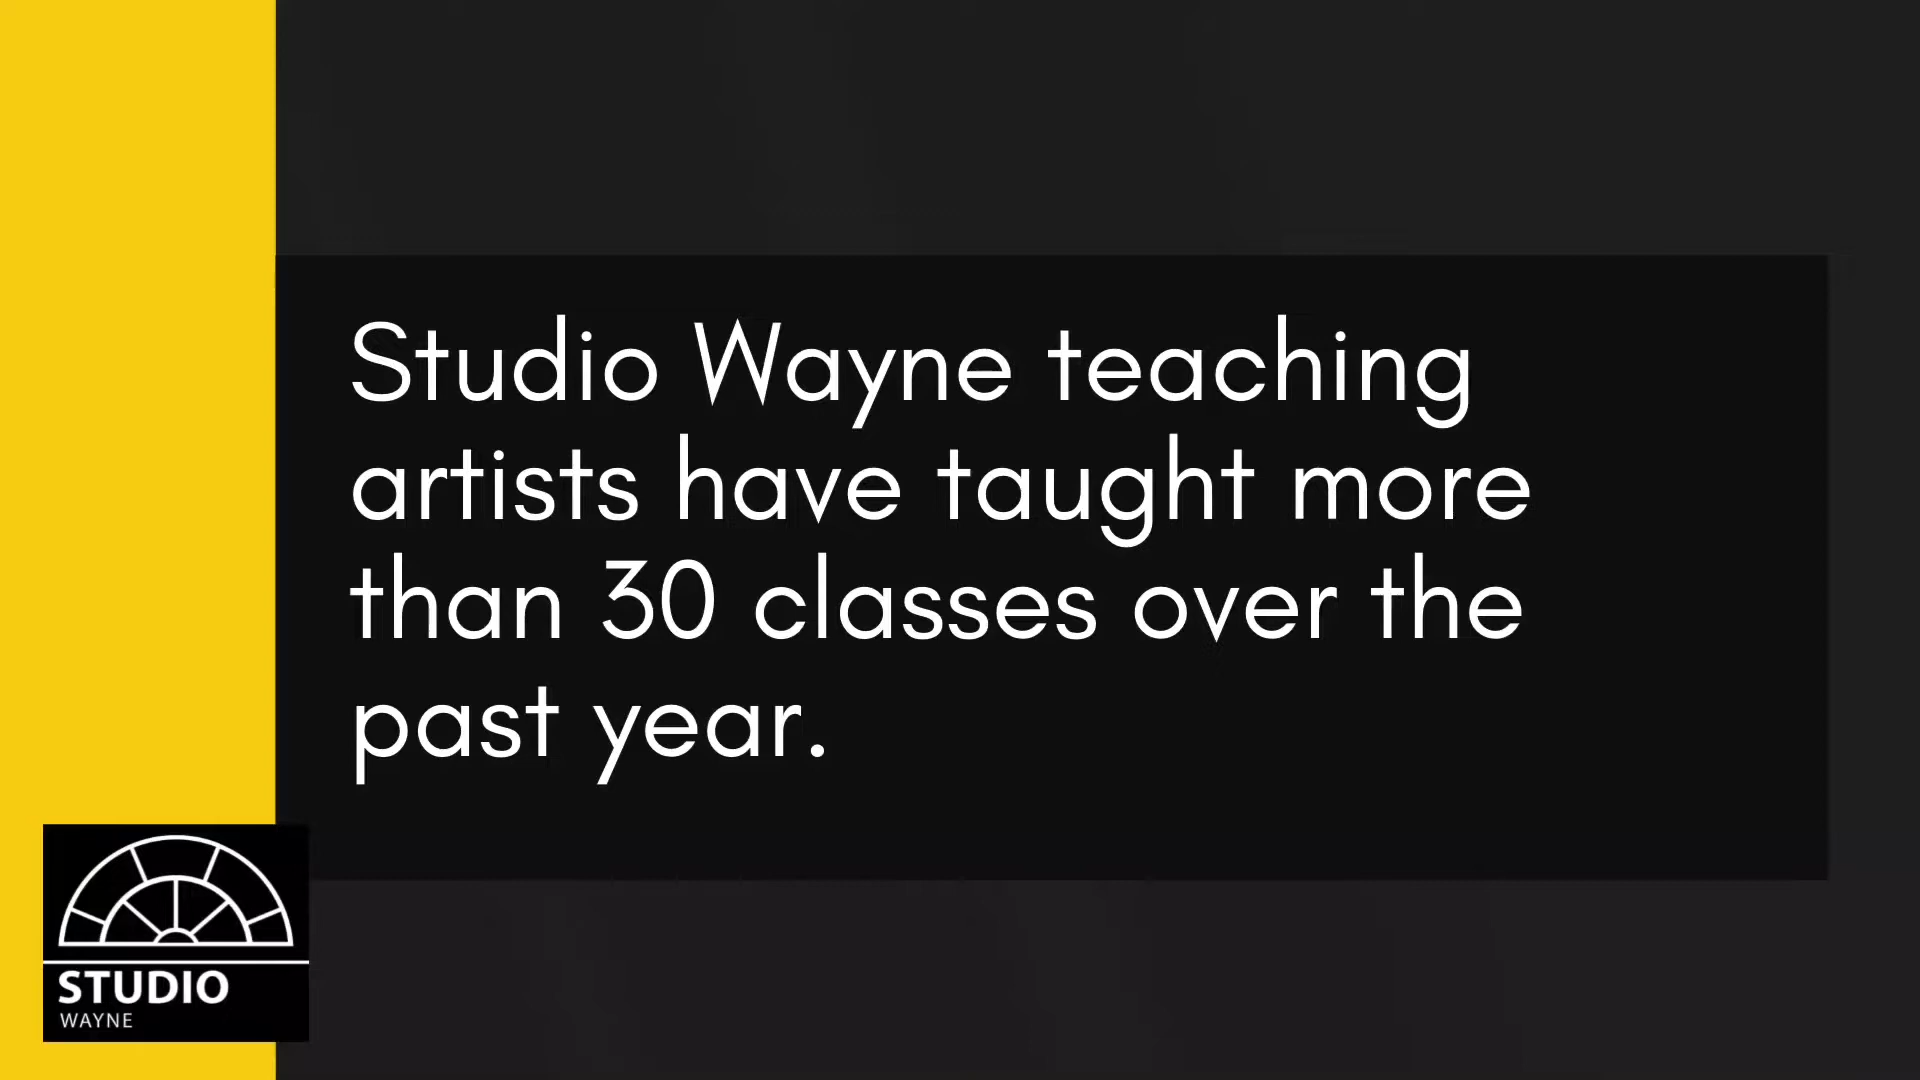 Studio Wayne teaching
artists have taught more
than 30 classes over the
past year.
STUDIO
WAYNE